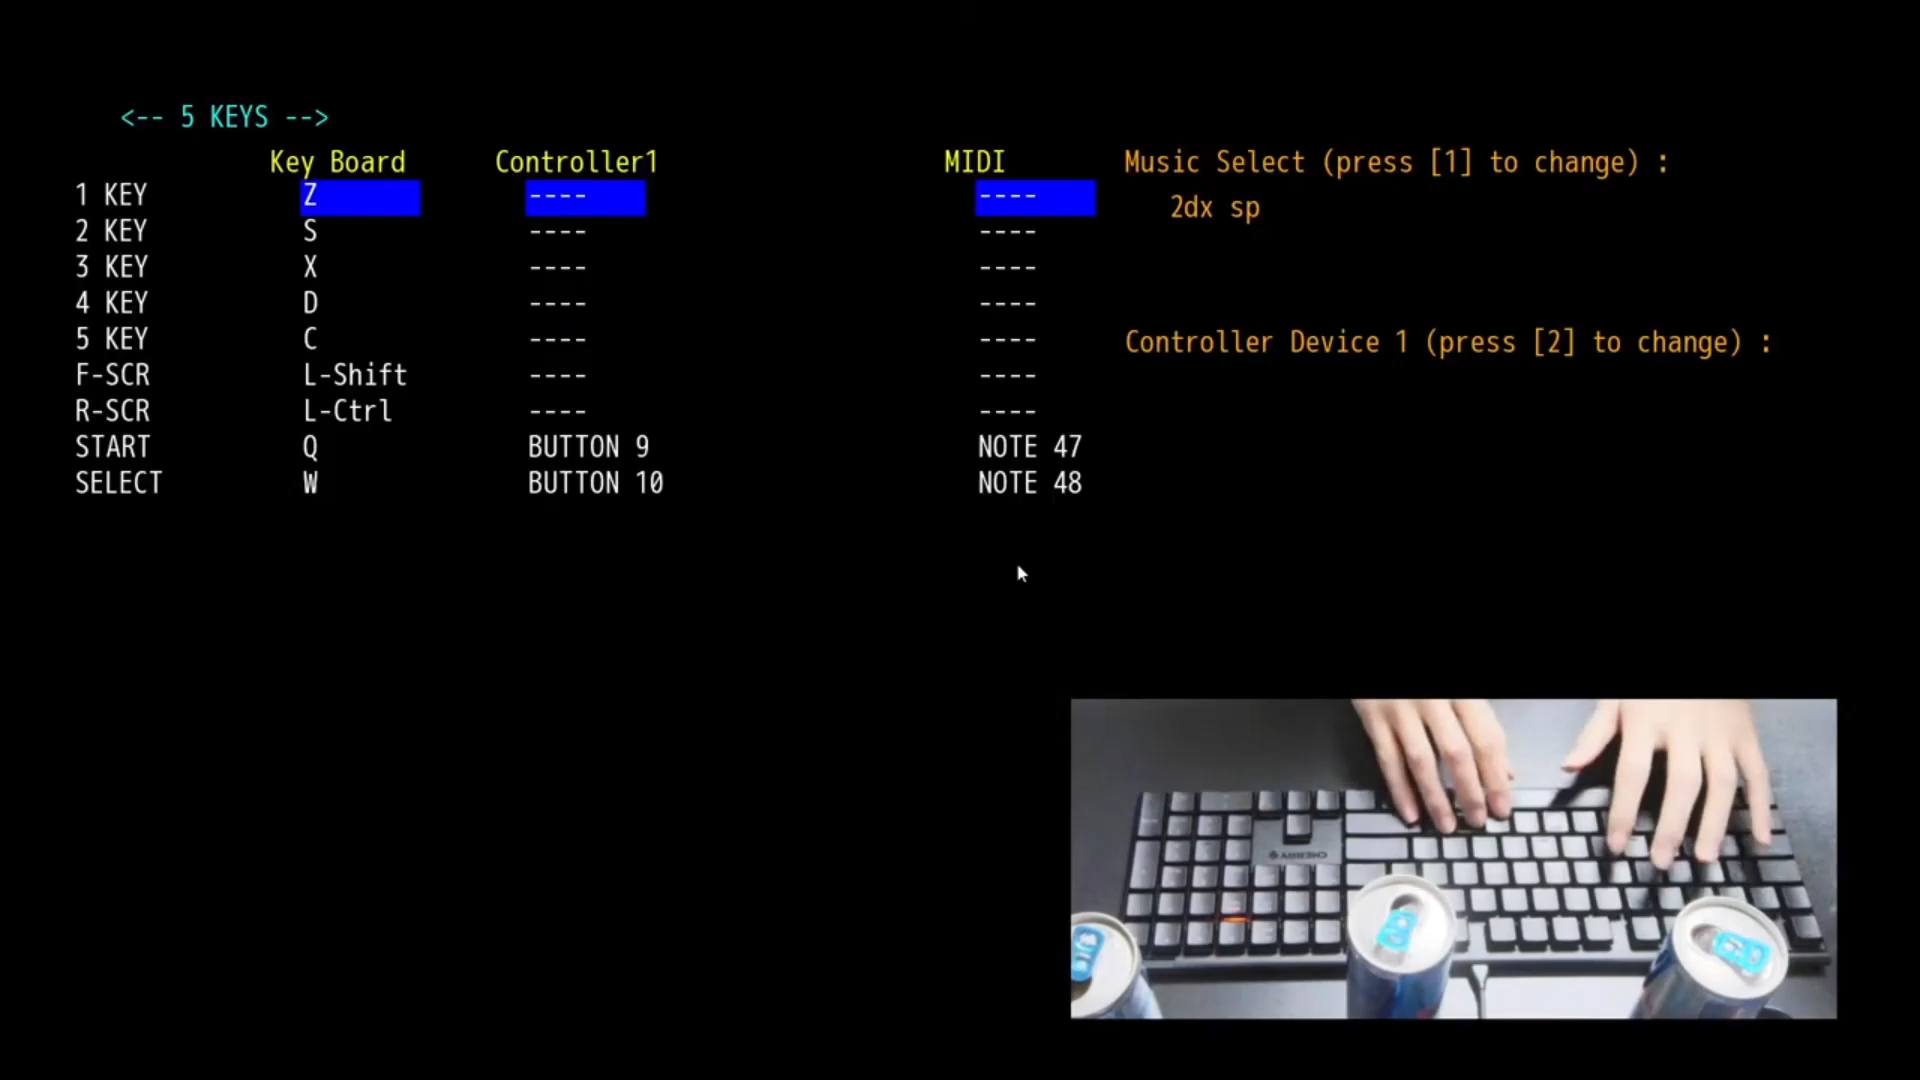 <-- 5 KEYS -->
Key Board Controller1 MIDI Music Select (press [1] to change) :
1 KEY Z ---- ----
2dx sp
2 KEY S ---- ----
3 KEY X ---- ----
4 KEY D ---- ----
5 KEY C ---- ---- Controller Device 1 (press [2] to change) :
F-SCR L-Shift ---- ----
R-SCR L-Ctrl ---- ----
START Q BUTTON 9 NOTE 47
SELECT W BUTTON 10 NOTE 48
CHERRY